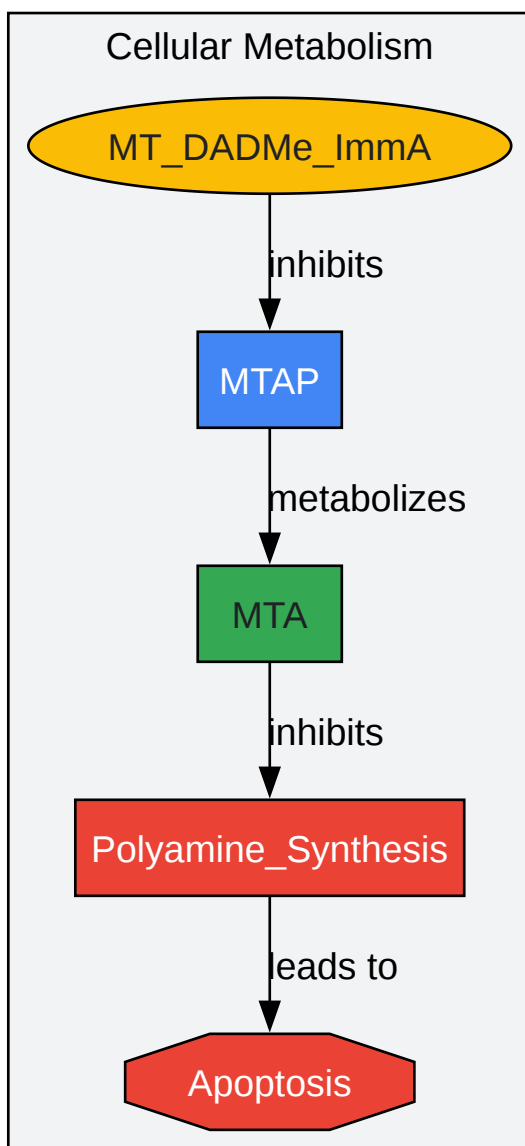 Cellular Metabolism
MT_DADMe_ImmA
inhibits
MTAP
metabolizes
MTA
inhibits
Polyamine_Synthesis
leads to
Apoptosis